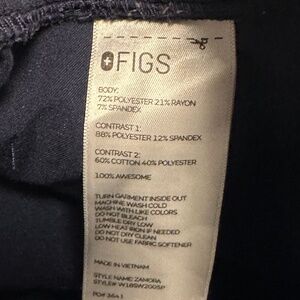 FIGS
BODY:
72% POLYESTER 21% RAYON
7% SPANDEX
CONTRAST 1:
88% POLYESTER 12% SPANDEX
CONTRAST 2:
60% COTTON 40% POLYESTER
100% AWESOME
TURN GARMENT INSIDE OUT
MACHINE WASH COLD
WASH WITH LIKE COLORS
DO NOT BLEACH
TUMBLE DRY LOW
LOW HEAT IRON IF NEEDED
DO NOT DRY CLEAN
DO NOT USE FABRIC SOFTENER
MADE IN VIETNAM
STYLE NAME: ZAMORA
STYLE#: W18SW2005P
PO#